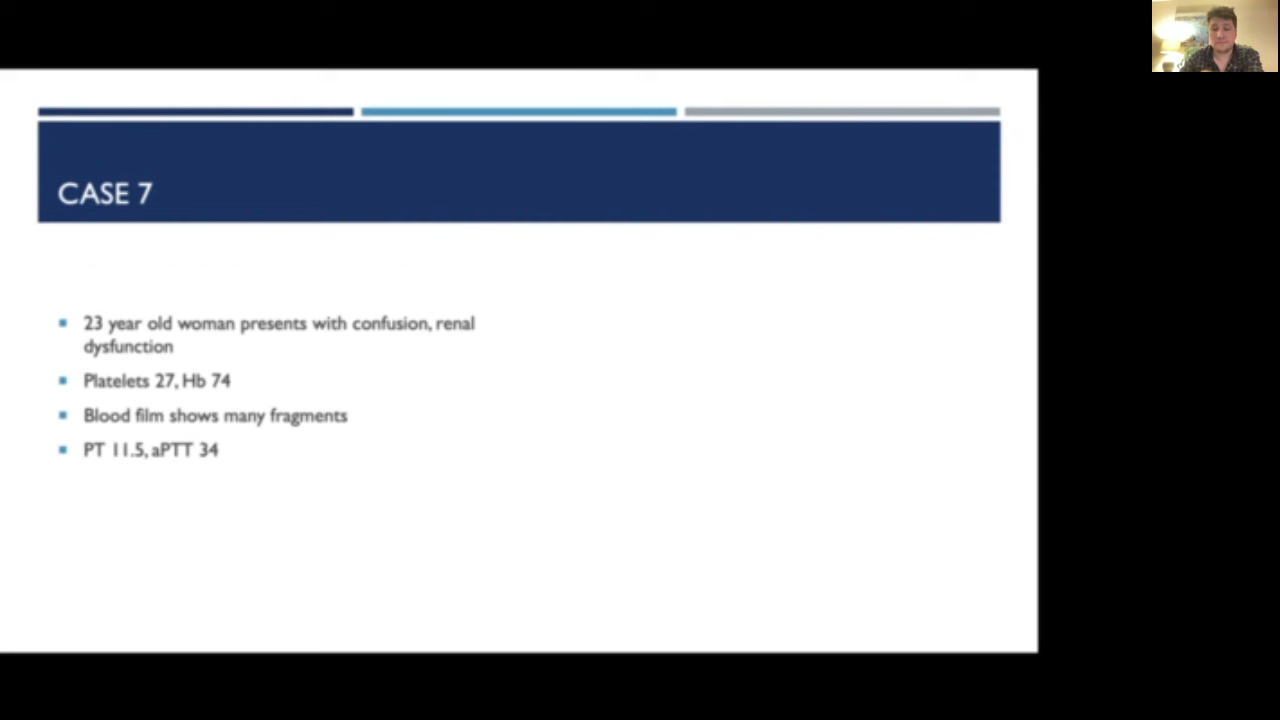 CASE 7
23 year old woman presents with confusion, renal
dysfunction
Platelets 27, Hb 74
Blood film shows many fragments
PT 11.5, aPTT 34